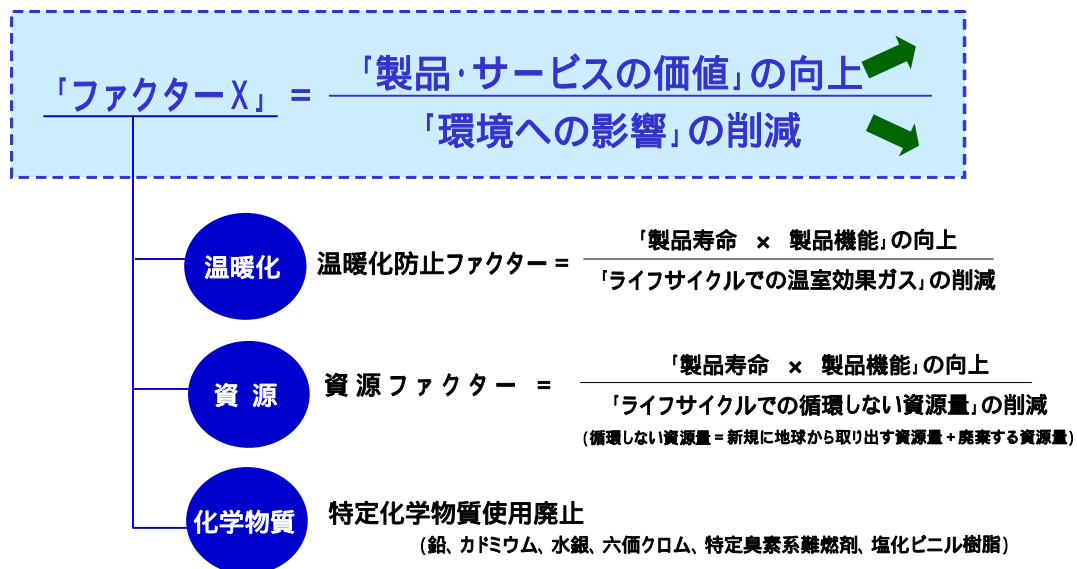 「製品・サービスの価値」の向上
「ファクターX」 =
「環境への影響」の削減
温暖化
温暖化防止ファクター =
「製品寿命 × 製品機能」の向上
「ライフサイクルでの温室効果ガス」の削減
資 源
資源ファクター =
「製品寿命 × 製品機能」の向上
「ライフサイクルでの循環しない資源量」の削減
(循環しない資源量 = 新規に地球から取り出す資源量 + 廃棄する資源量)
化学物質
特定化学物質使用廃止
(鉛、カドミウム、水銀、六価クロム、特定臭素系難燃剤、塩化ビニル樹脂)